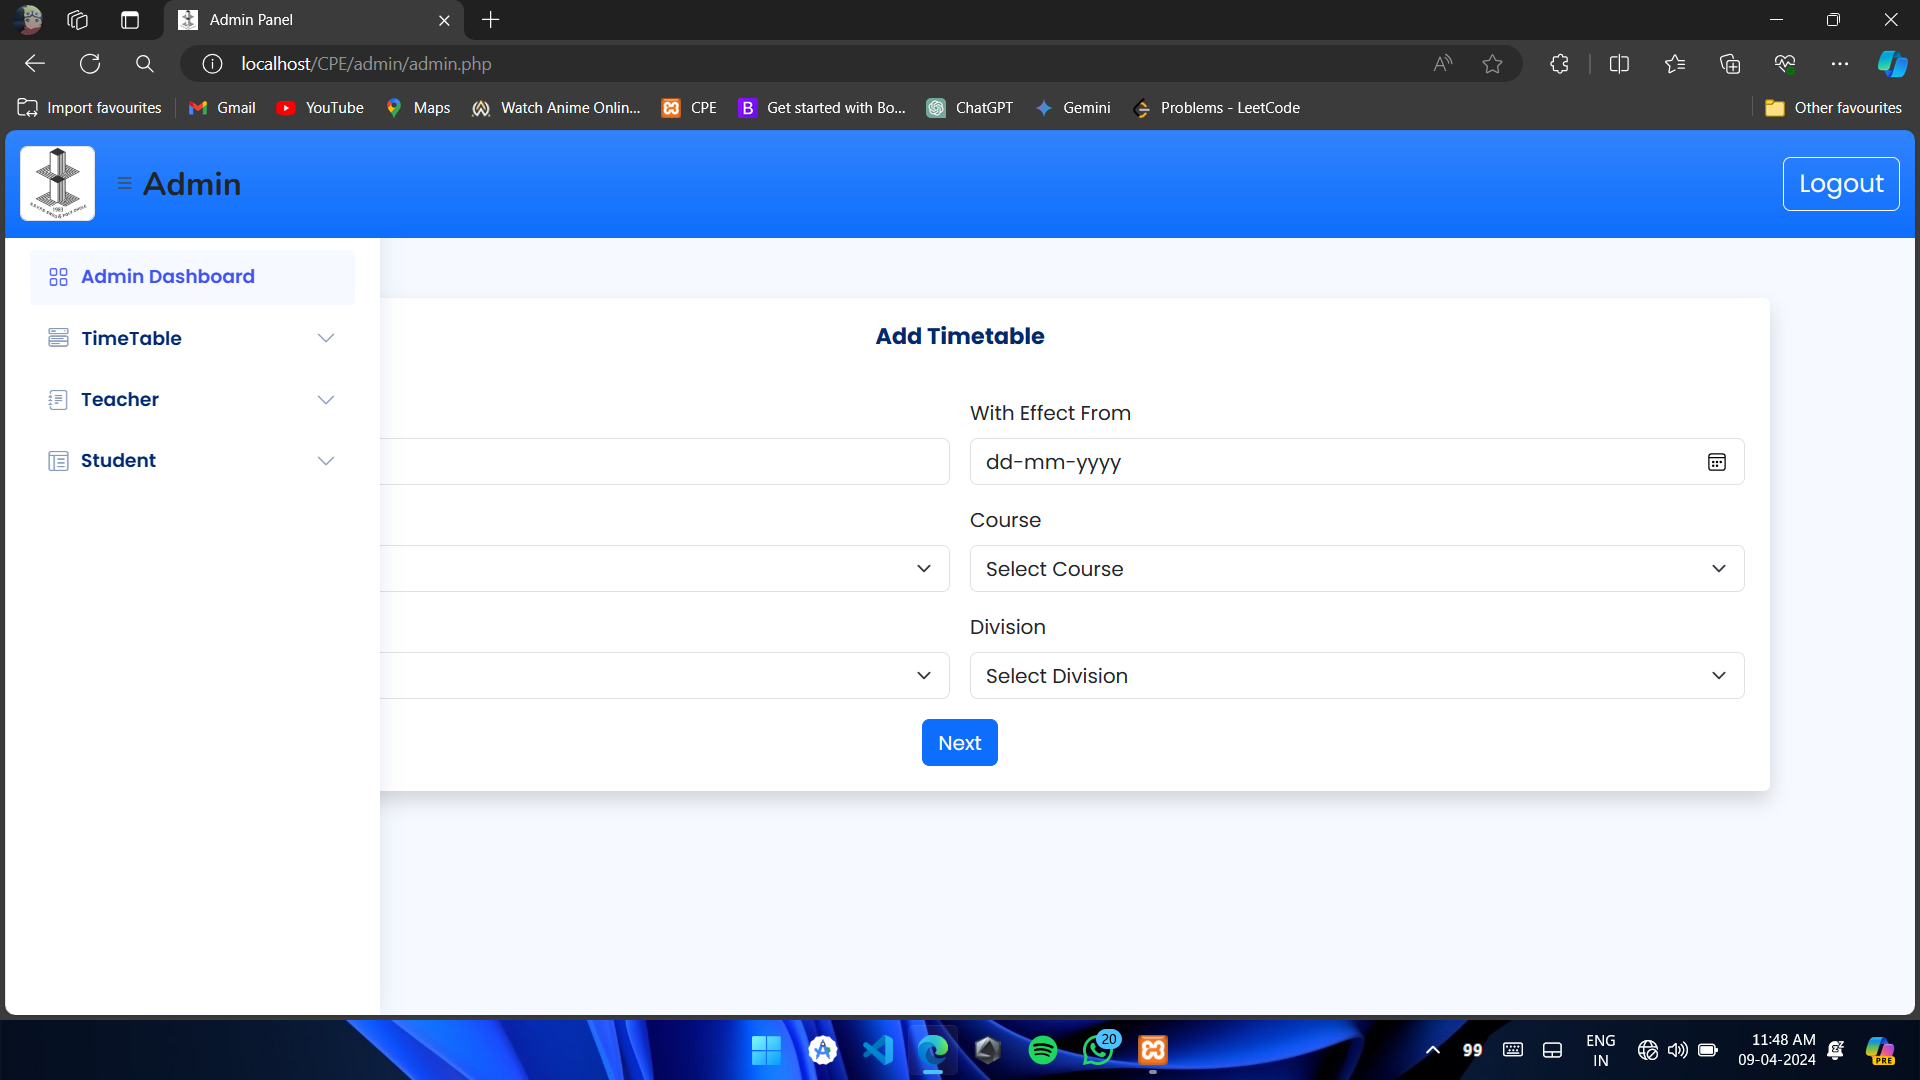 Admin Panel
localhost/CPE/admin/admin.php
Import favourites
Gmail
YouTube
Maps
Watch Anime Onlin...
CPE
Get started with Bo...
ChatGPT
Gemini
Problems - LeetCode
Other favourites
1983
Admin
Logout
Admin Dashboard
TimeTable
Teacher
Student
Add Timetable
With Effect From
dd-mm-yyyy
Course
Select Course
Division
Select Division
Next
20
99
ENG
IN
11:48 AM
09-04-2024
PRE